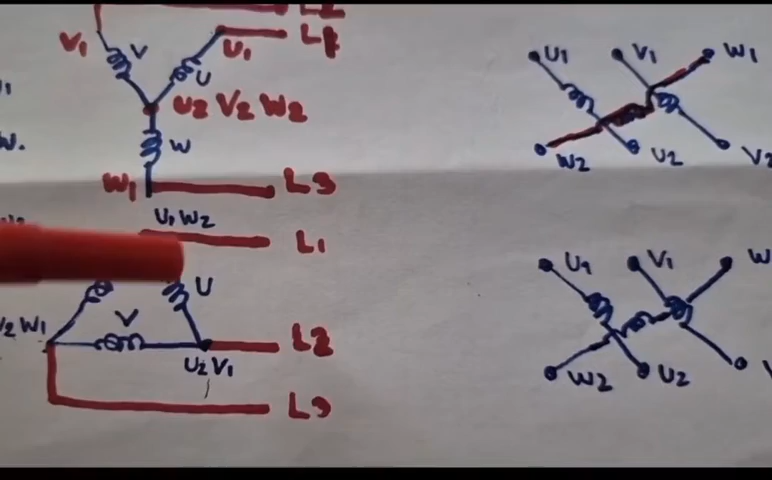 V1 V U U1 L1
U2 V2 W2
W
W1 L3
U1 W2
L1
U
W1 V L2
U2 V1
L3
U1 V1 W1
W2 U2 V2
U1 V1 W
W2 U2